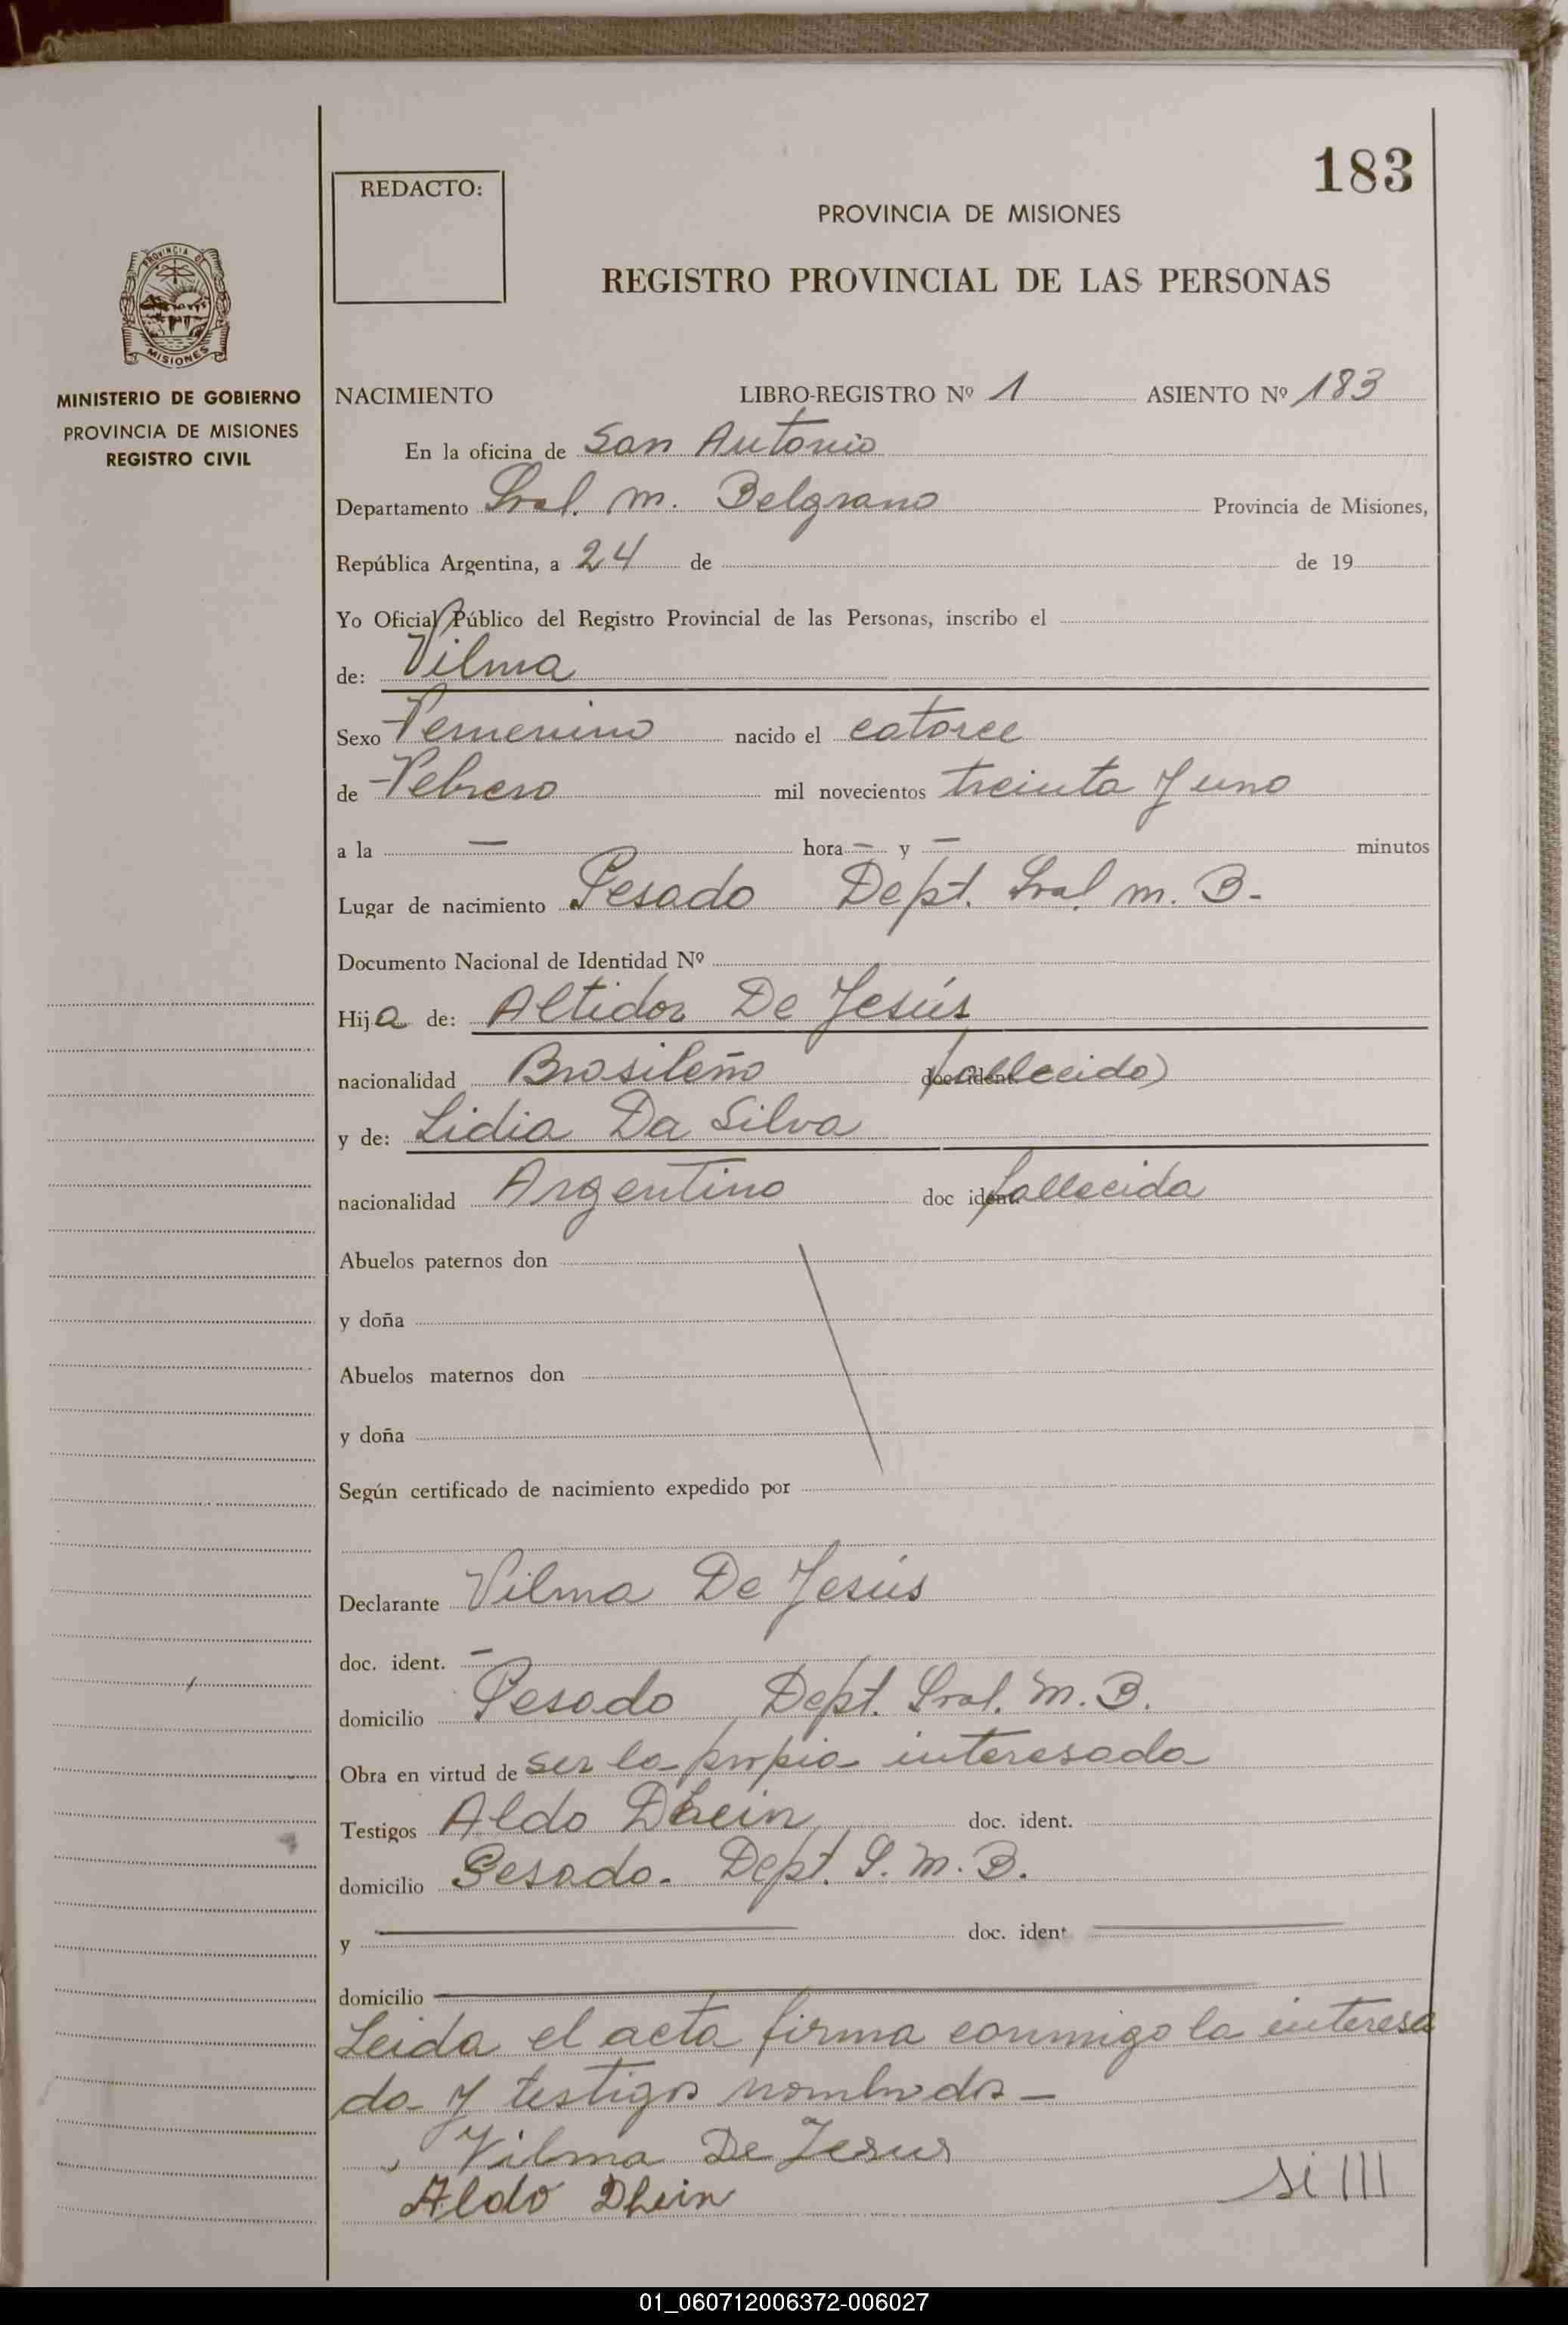 183
REDACTO:
PROVINCIA DE MISIONES
REGISTRO PROVINCIAL DE LAS PERSONAS
PROVINCIA DE
MISIONES
MINISTERIO DE GOBIERNO
PROVINCIA DE MISIONES
REGISTRO CIVIL
NACIMIENTO LIBRO-REGISTRO Nº 1 ASIENTO Nº 183
En la oficina de San Antonio
Departamento Gral. M. Belgrano Provincia de Misiones,
República Argentina, a 24 de de 19
Yo Oficial Público del Registro Provincial de las Personas, inscribo el
de: Vilma
Sexo Femenino nacido el catorce
de Febrero mil novecientos treinta y uno
a la — hora — y — minutos
Lugar de nacimiento Pesado Dept. Gral M. B.
Documento Nacional de Identidad Nº
Hija de: Altidor De Jesús
nacionalidad Brasileño doc ident. (fallecido)
y de: Lidia Da Silva
nacionalidad Argentino doc ident. fallecida
Abuelos paternos don
y doña
Abuelos maternos don
y doña
Según certificado de nacimiento expedido por
Declarante Vilma De Jesús
doc. ident. —
domicilio Pesado Dept. Gral. M. B.
Obra en virtud de ser la propia interesada
Testigos Aldo Dhein doc. ident.
domicilio Pesado. Dept. G. M. B.
y doc. ident
domicilio
Leida el acta firma conmigo la interesa
da y testigos nombrados —
Vilma De Jesus
Aldo Dhein
si
01_060712006372-006027